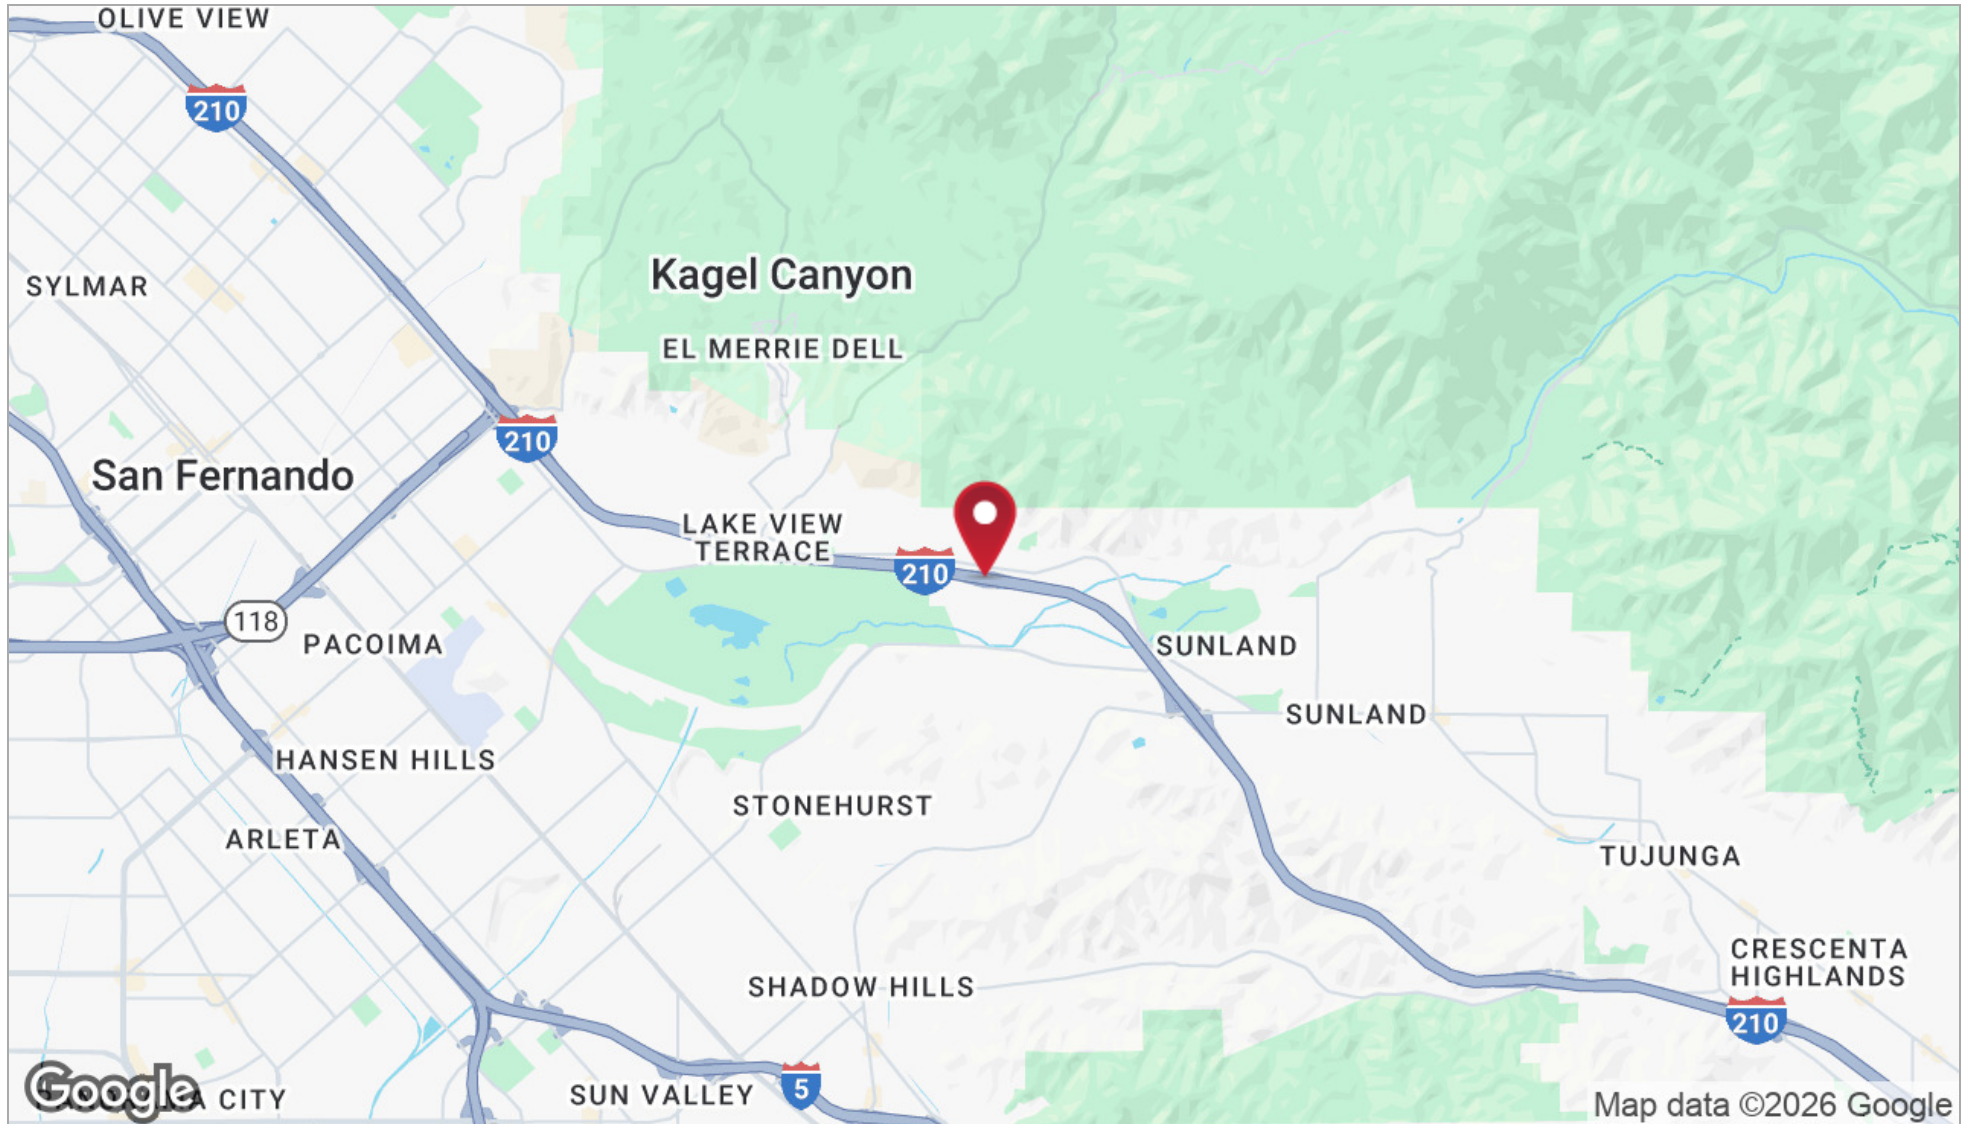 OLIVE VIEW
210
SYLMAR
Kagel Canyon
EL MERRIE DELL
210
San Fernando
LAKE VIEW
TERRACE
210
118
PACOIMA
SUNLAND
SUNLAND
HANSEN HILLS
STONEHURST
ARLETA
TUJUNGA
CRESCENTA
HIGHLANDS
SHADOW HILLS
210
SUN VALLEY
5
CITY
Google
Map data ©2026 Google